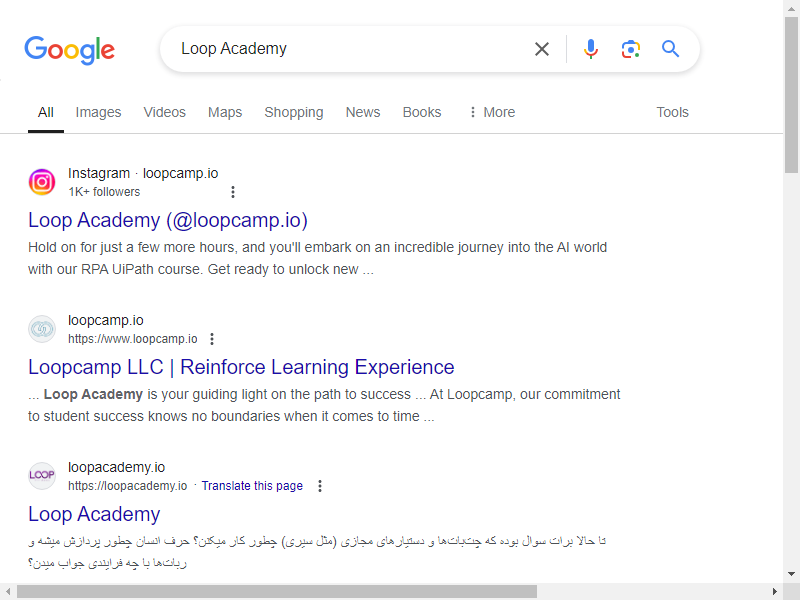 Google
Loop Academy
All Images Videos Maps Shopping News Books More Tools
Instagram · loopcamp.io
1K+ followers
Loop Academy (@loopcamp.io)
Hold on for just a few more hours, and you'll embark on an incredible journey into the AI world
with our RPA UiPath course. Get ready to unlock new ...
loopcamp.io
https://www.loopcamp.io
Loopcamp LLC | Reinforce Learning Experience
... Loop Academy is your guiding light on the path to success ... At Loopcamp, our commitment
to student success knows no boundaries when it comes to time ...
LOOP
loopacademy.io
https://loopacademy.io · Translate this page
Loop Academy
تا حالا برات سوال بوده که چت‌بات‌ها و دستیارهای مجازی (مثل سیری) چطور کار میکنن؟ حرف انسان چطور پردازش میشه و
ربات‌ها با چه فرایندی جواب میدن؟